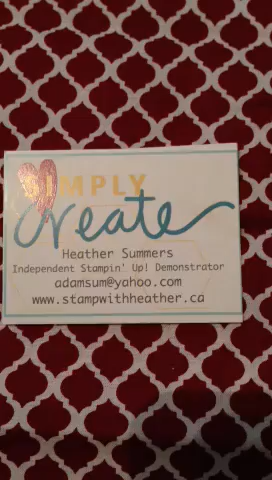 SIMPLY
Create
Heather Summers
Independent Stampin' Up! Demonstrator
adamsum@yahoo.com
www.stampwithheather.ca